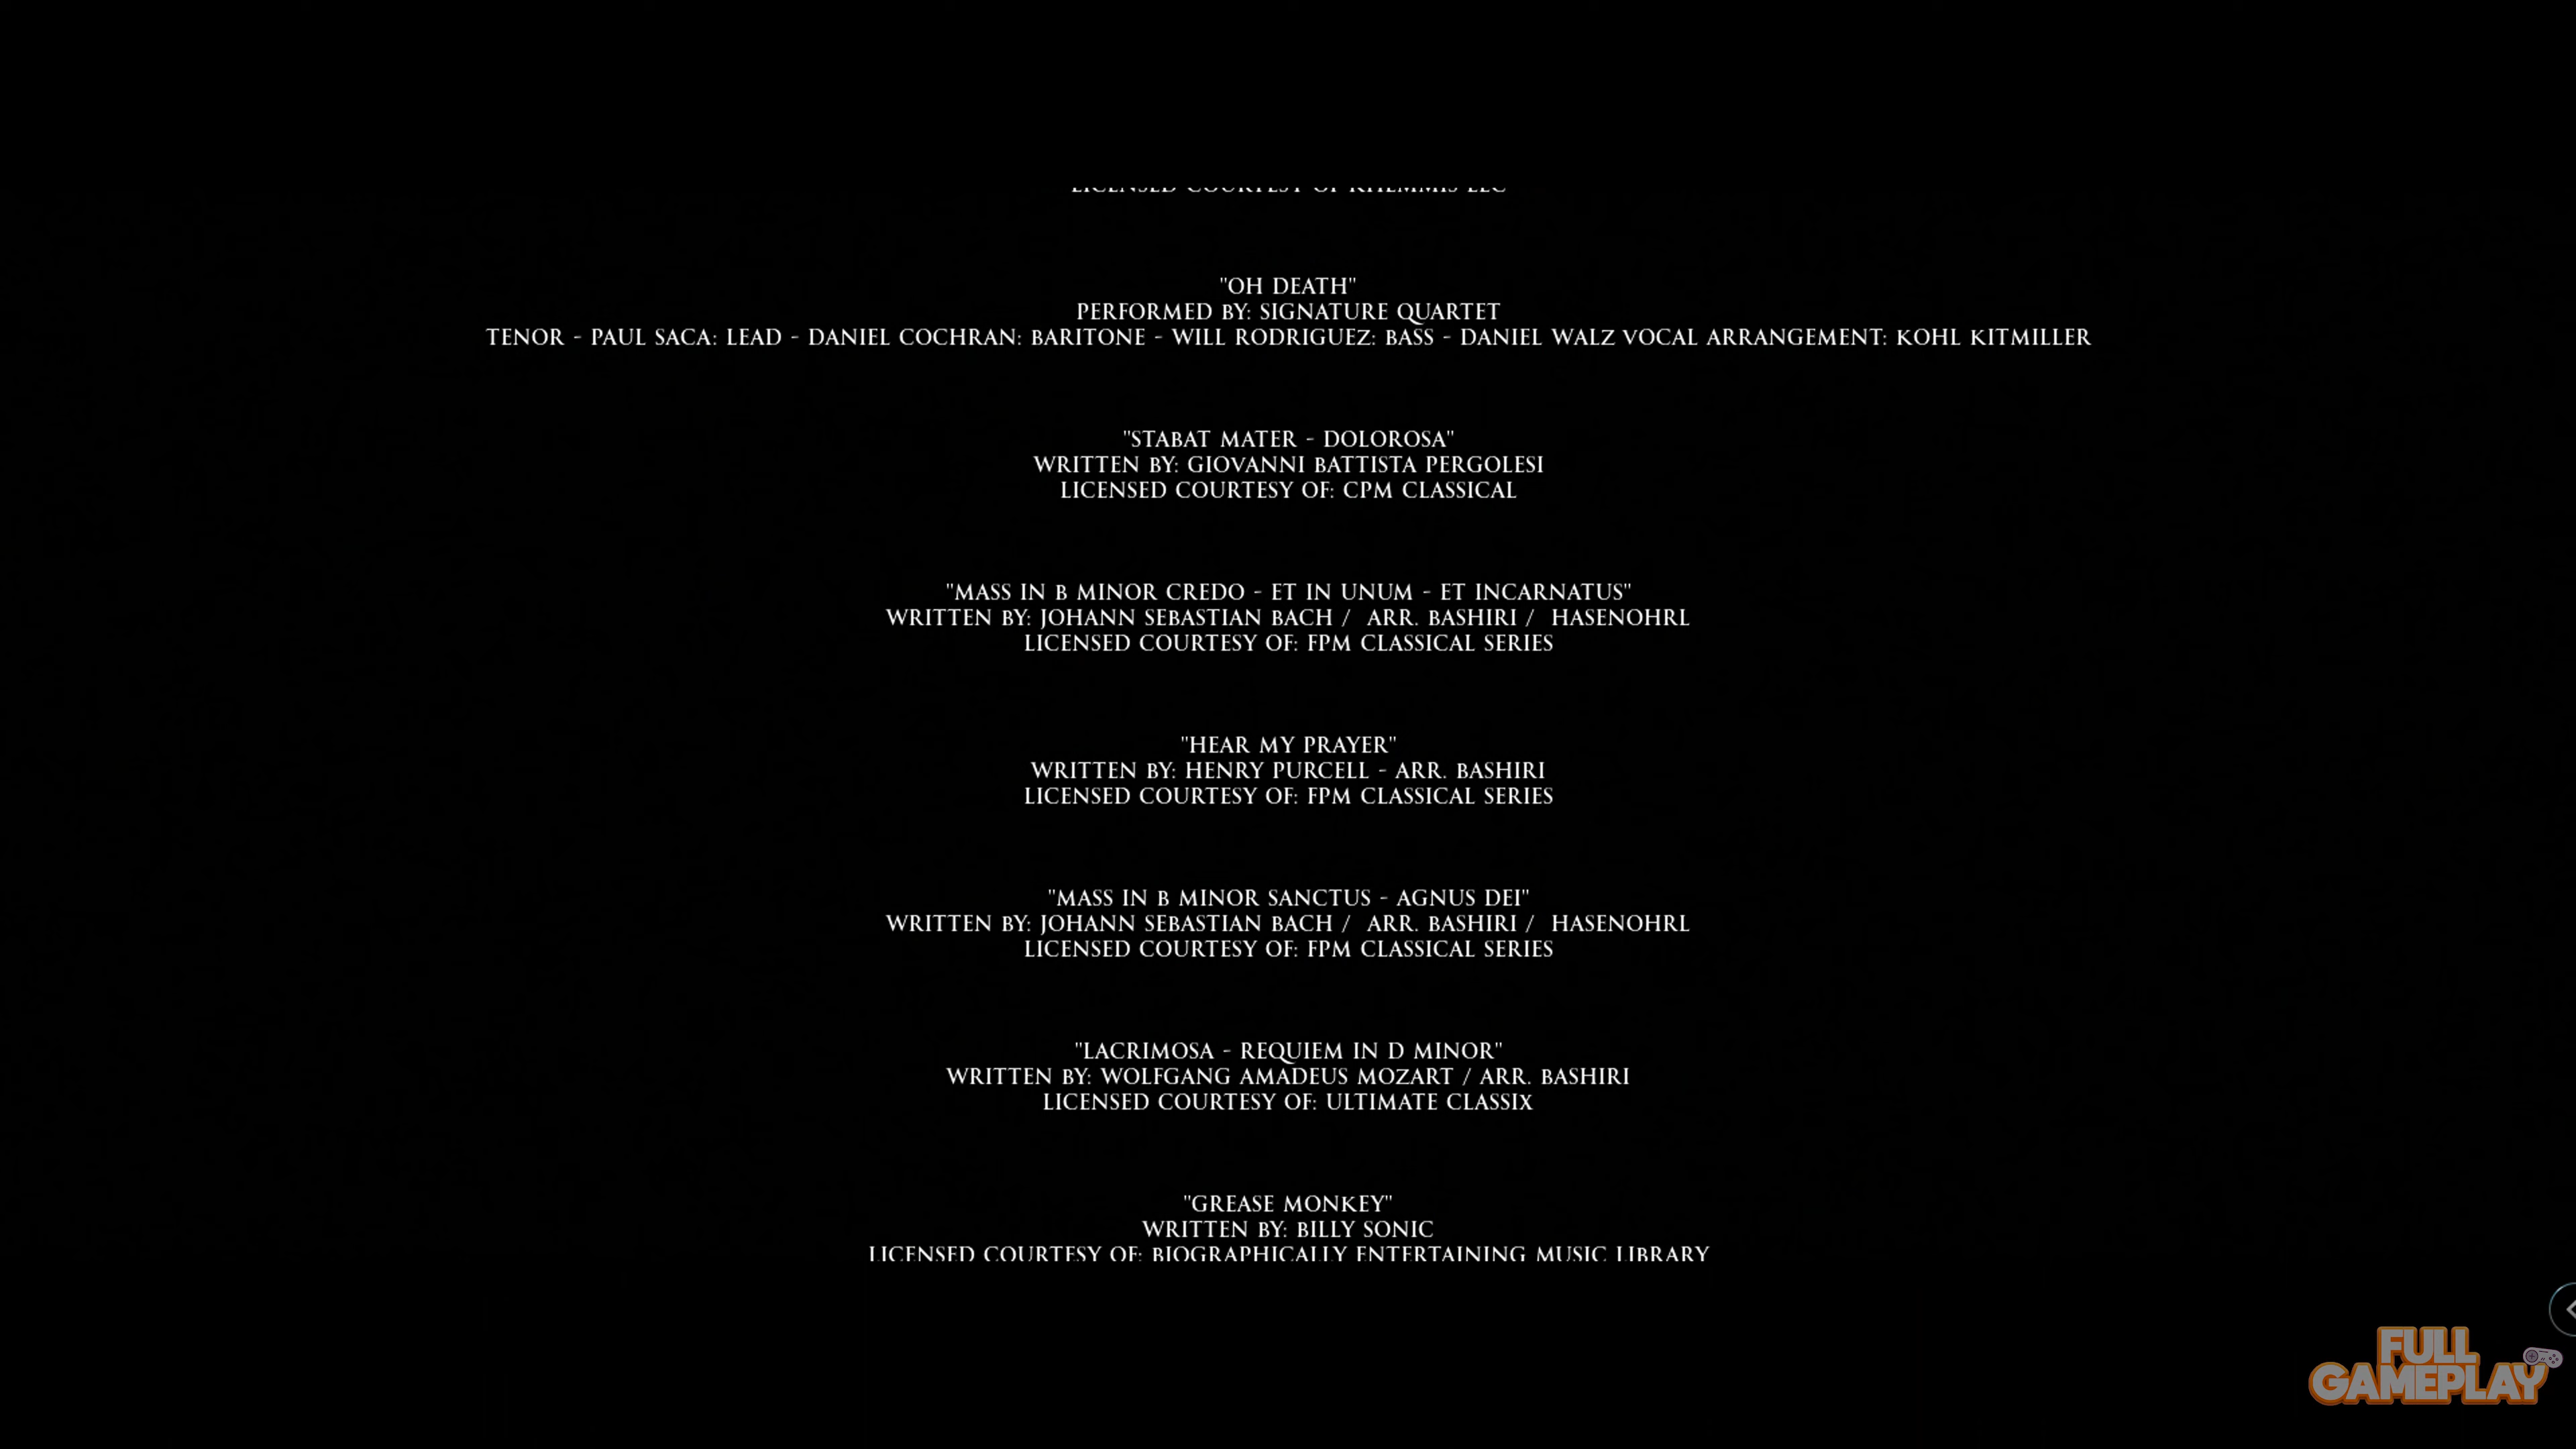 LICENSED COURTESY OF KHEMMIS LLC
"OH DEATH"
PERFORMED BY: SIGNATURE QUARTET
TENOR - PAUL SACA: LEAD - DANIEL COCHRAN: BARITONE - WILL RODRIGUEZ: BASS - DANIEL WALZ VOCAL ARRANGEMENT: KOHL KITMILLER
"STABAT MATER - DOLOROSA"
WRITTEN BY: GIOVANNI BATTISTA PERGOLESI
LICENSED COURTESY OF: CPM CLASSICAL
"MASS IN B MINOR CREDO - ET IN UNUM - ET INCARNATUS"
WRITTEN BY: JOHANN SEBASTIAN BACH / ARR. BASHIRI / HASENOHRL
LICENSED COURTESY OF: FPM CLASSICAL SERIES
"HEAR MY PRAYER"
WRITTEN BY: HENRY PURCELL - ARR. BASHIRI
LICENSED COURTESY OF: FPM CLASSICAL SERIES
"MASS IN B MINOR SANCTUS - AGNUS DEI"
WRITTEN BY: JOHANN SEBASTIAN BACH / ARR. BASHIRI / HASENOHRL
LICENSED COURTESY OF: FPM CLASSICAL SERIES
"LACRIMOSA - REQUIEM IN D MINOR"
WRITTEN BY: WOLFGANG AMADEUS MOZART / ARR. BASHIRI
LICENSED COURTESY OF: ULTIMATE CLASSIX
"GREASE MONKEY"
WRITTEN BY: BILLY SONIC
LICENSED COURTESY OF: BIOGRAPHICALLY ENTERTAINING MUSIC LIBRARY
FULL
GAMEPLAY